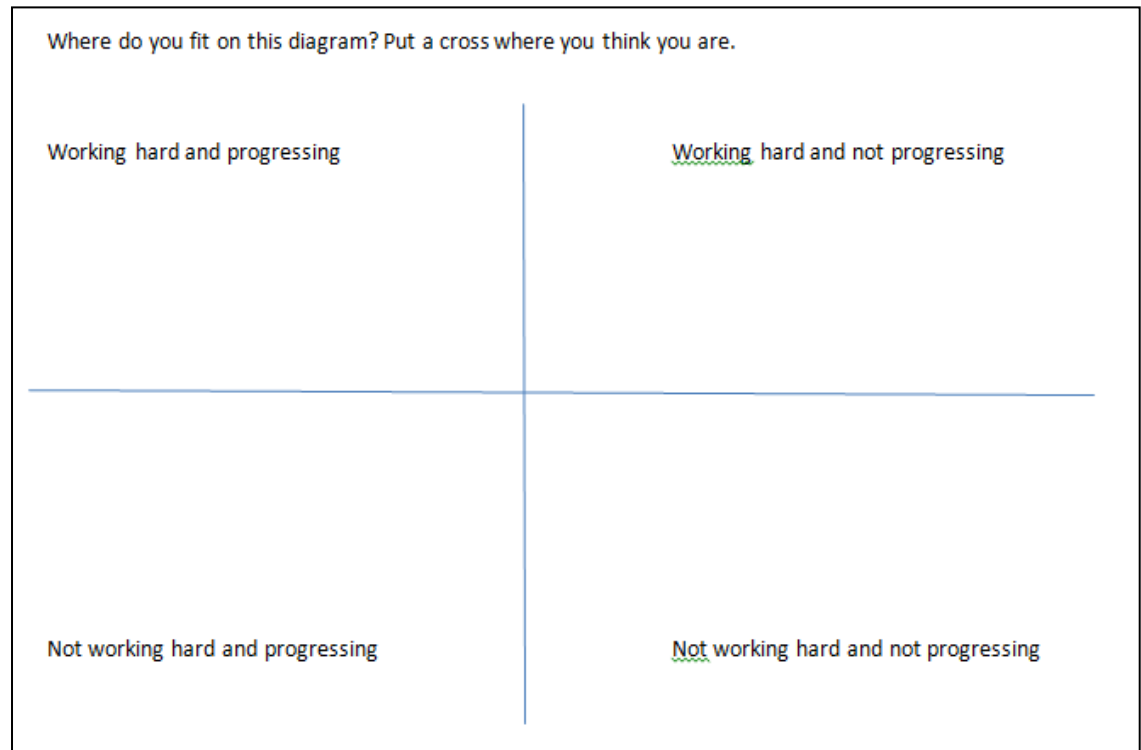 Where do you fit on this diagram? Put a cross where you think you are.
Working hard and progressing
Working hard and not progressing
Not working hard and progressing
Not working hard and not progressing